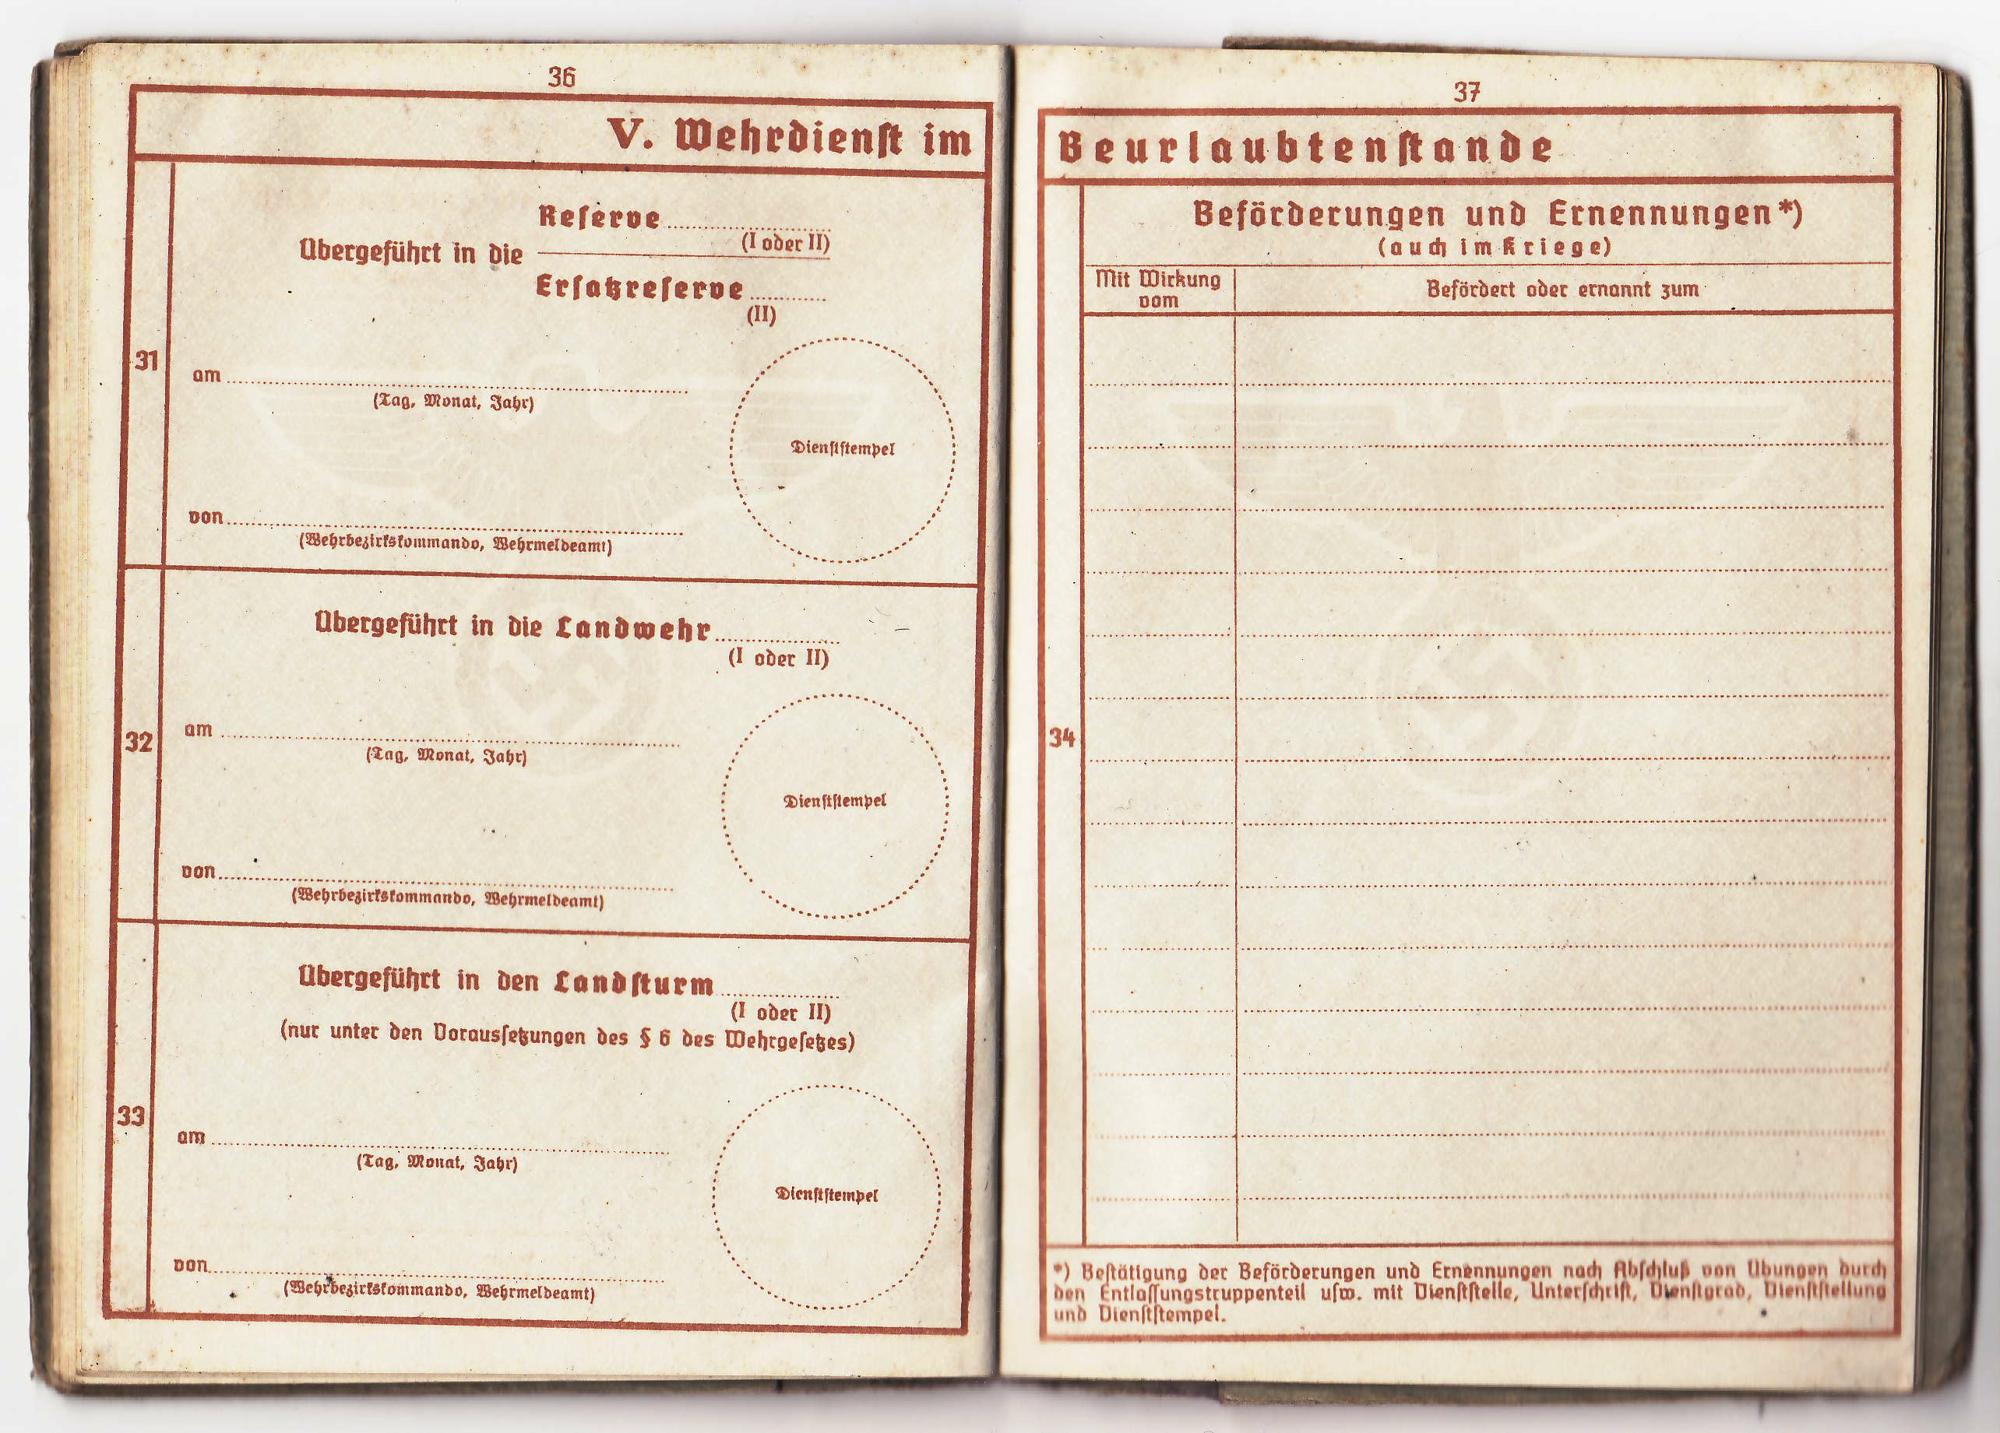 36
V. Wehrdienst im
31
Reserve
(I oder II)
Übergeführt in die
Ersatzreserve
(II)
am
(Tag, Monat, Jahr)
Dienststempel
von
(Wehrbezirkskommando, Wehrmeldeamt)
32
Übergeführt in die Landwehr
(I oder II)
am
(Tag, Monat, Jahr)
Dienststempel
von
(Wehrbezirkskommando, Wehrmeldeamt)
33
Übergeführt in den Landsturm
(I oder II)
(nur unter den Voraussetzungen des § 6 des Wehrgesetzes)
am
(Tag, Monat, Jahr)
Dienststempel
von
(Wehrbezirkskommando, Wehrmeldeamt)
37
Beurlaubtenstande
Beförderungen und Ernennungen*)
(auch im Kriege)
Mit Wirkung
vom
Befördert oder ernannt zum
34
*) Bestätigung der Beförderungen und Ernennungen nach Abschluß von Übungen durch
den Entlassungstruppenteil usw. mit Dienststelle, Unterschrift, Dienstgrad, Dienststellung
und Dienststempel.